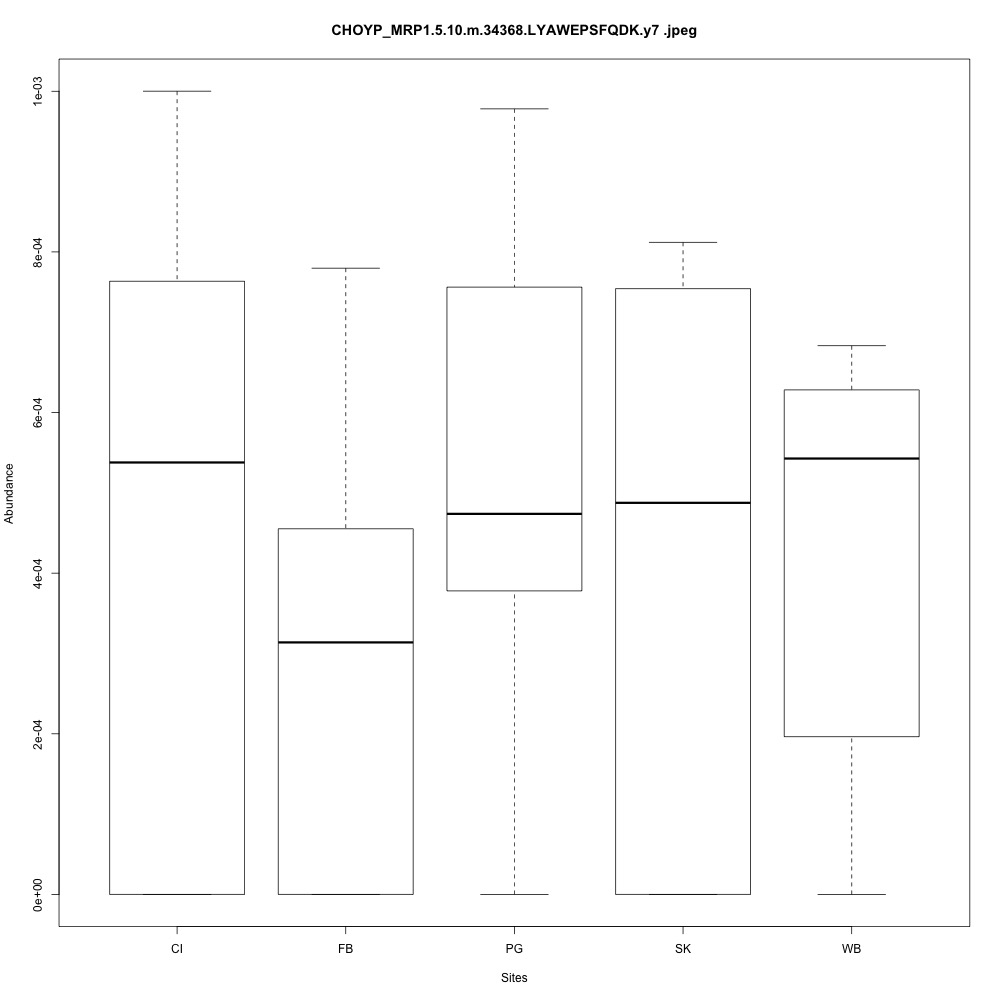 CHOYP_MRP1.5.10.m.34368.LYAWEPSFQDK.y7 .jpeg
1e-03
8e-04
6e-04
4e-04
2e-04
0e+00
Abundance
CI
FB
PG
SK
WB
Sites